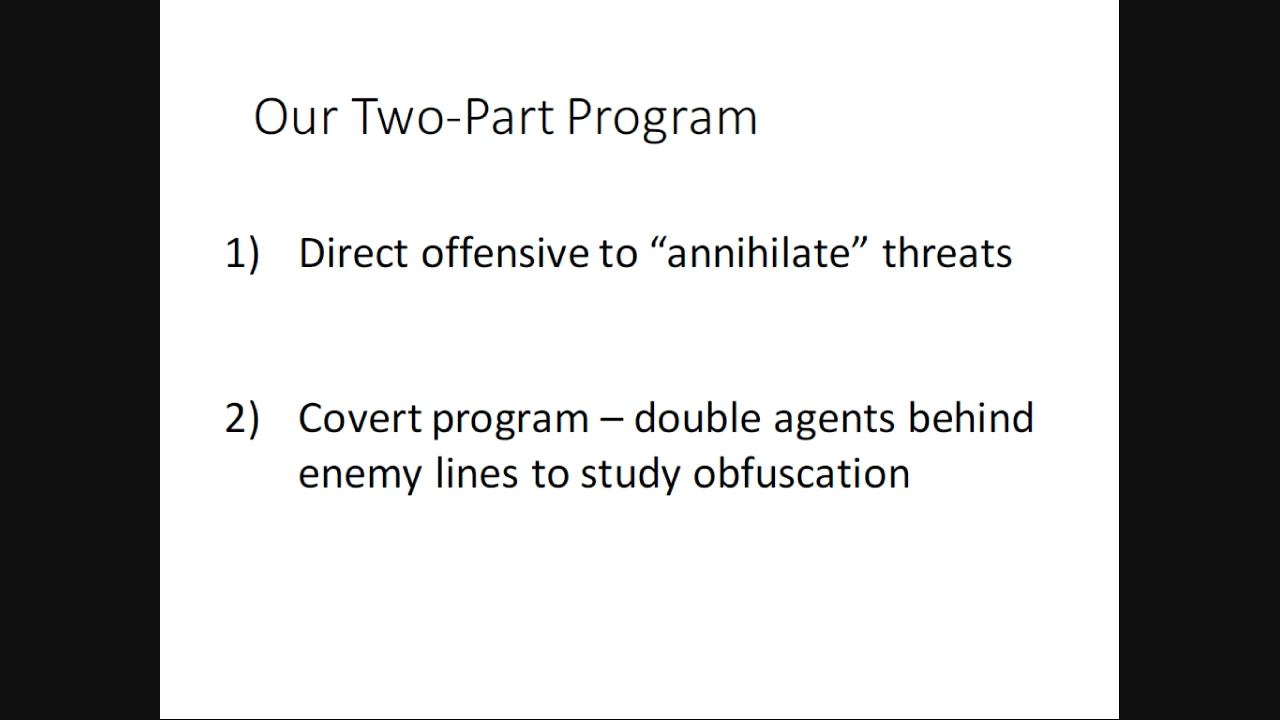 Our Two-Part Program
1) Direct offensive to “annihilate” threats
2) Covert program – double agents behind
enemy lines to study obfuscation